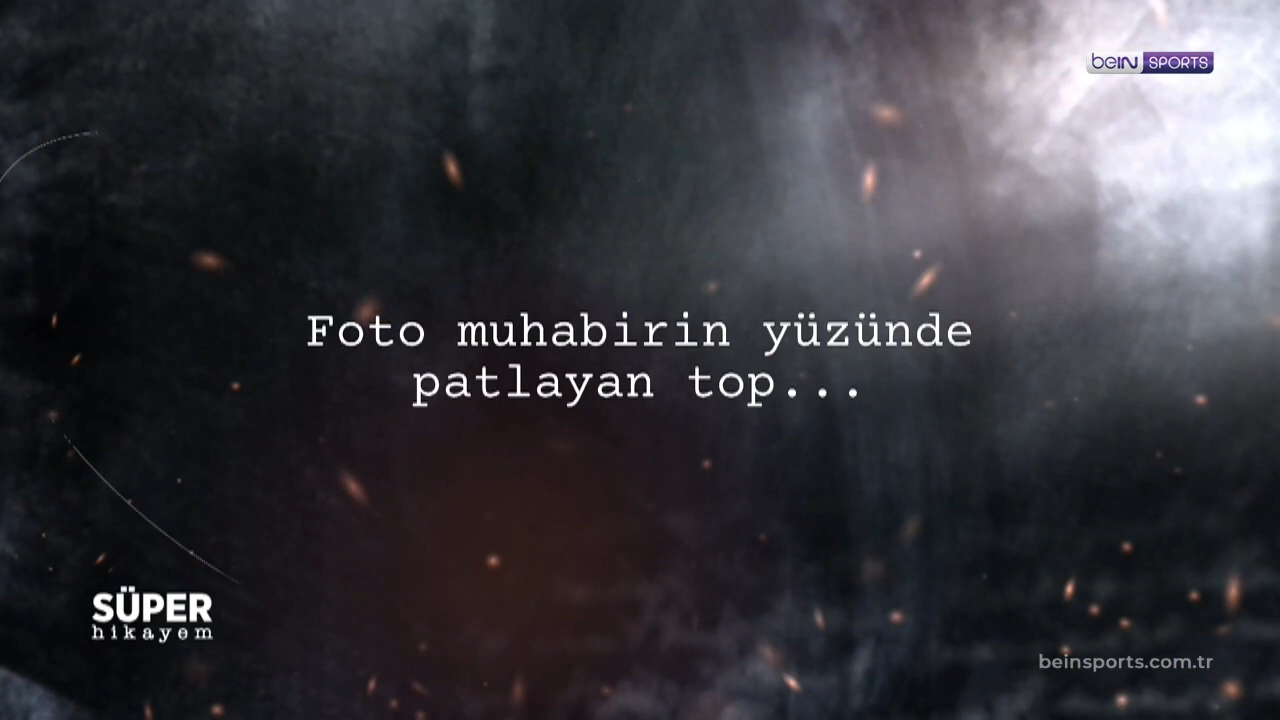 beIN SPORTS
Foto muhabirin yüzünde
patlayan top...
SÜPER
hikayem
beinsports.com.tr